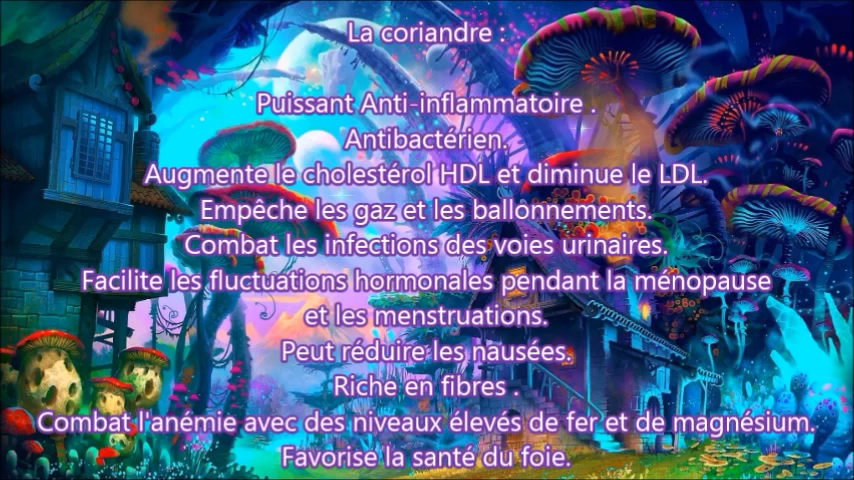 La coriandre :
Puissant Anti-inflammatoire .
Antibactérien.
Augmente le cholestérol HDL et diminue le LDL.
Empêche les gaz et les ballonnements.
Combat les infections des voies urinaires.
Facilite les fluctuations hormonales pendant la ménopause
et les menstruations.
Peut réduire les nausées.
Riche en fibres .
Combat l'anémie avec des niveaux élevés de fer et de magnésium.
Favorise la santé du foie.